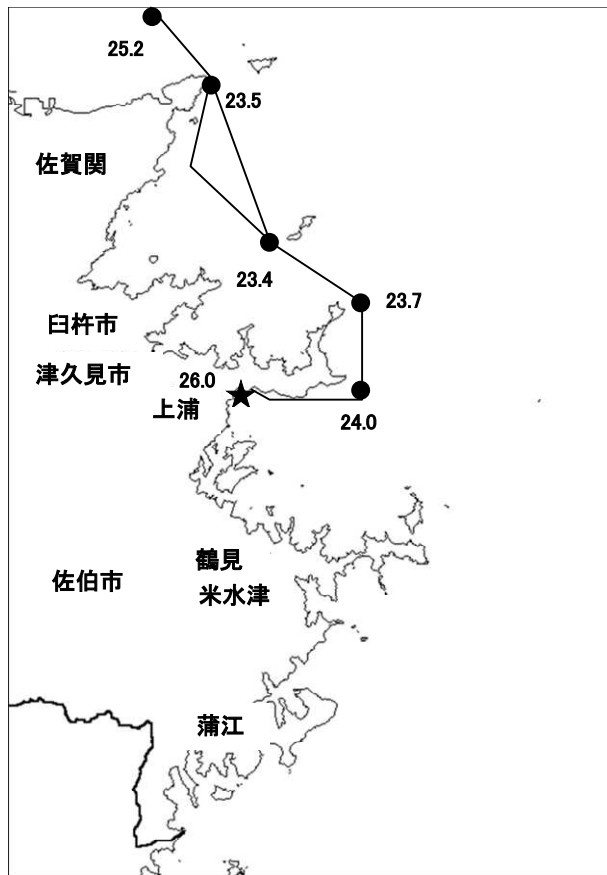 25.2
23.5
佐賀関
23.4
23.7
臼杵市
津久見市
26.0
上浦
24.0
鶴見
佐伯市
米水津
蒲江